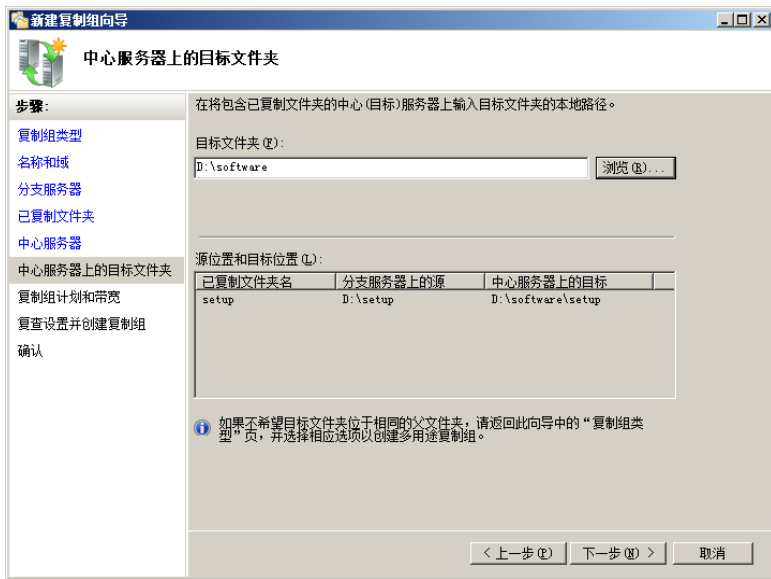 新建复制组向导
中心服务器上的目标文件夹
步骤:
复制组类型
名称和域
分支服务器
已复制文件夹
中心服务器
中心服务器上的目标文件夹
复制组计划和带宽
复查设置并创建复制组
确认
在将包含已复制文件夹的中心(目标)服务器上输入目标文件夹的本地路径。
目标文件夹(F):
D:\software
浏览(R)...
源位置和目标位置(L):
已复制文件夹名 分支服务器上的源 中心服务器上的目标
setup D:\setup D:\software\setup
如果不希望目标文件夹位于相同的父文件夹,请返回此向导中的“复制组类
型”页,并选择相应选项以创建多用途复制组。
< 上一步(P) 下一步(N) > 取消